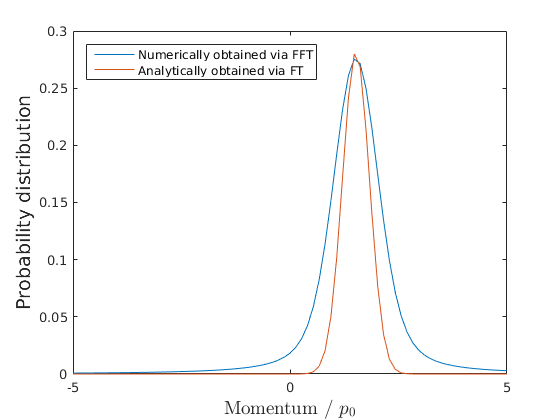 0.3
Numerically obtained via FFT
Analytically obtained via FT
0.25
0.2
0.15
0.1
0.05
0
Probability distribution
-5
0
5
Momentum / p₀